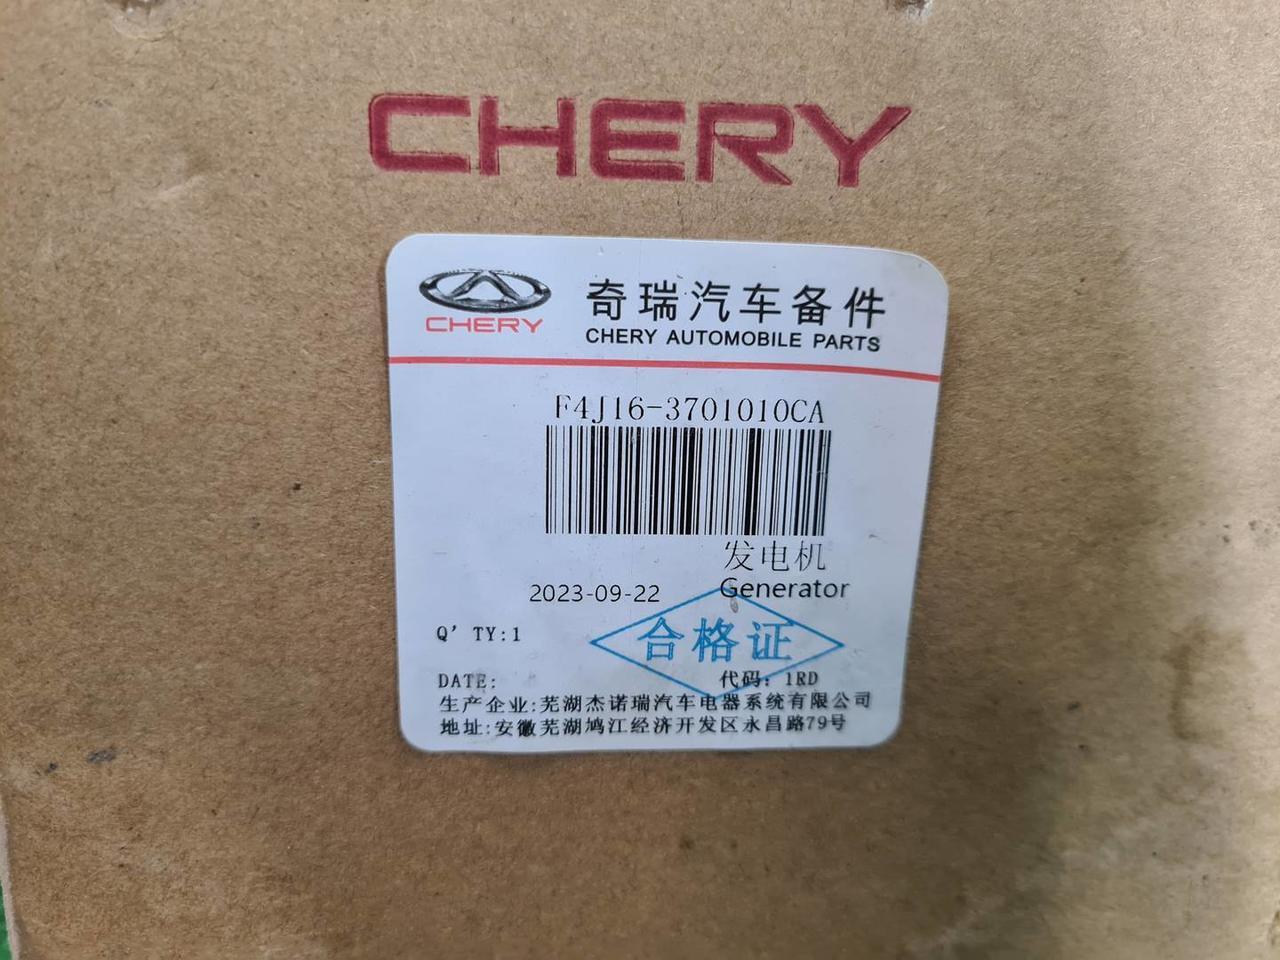 CHERY
CHERY
奇瑞汽车备件
CHERY AUTOMOBILE PARTS
F4J16-3701010CA
发电机
2023-09-22 Generator
Q'TY:1
合格证
DATE: 代码: 1RD
生产企业:芜湖杰诺瑞汽车电器系统有限公司
地址:安徽芜湖鸠江经济开发区永昌路79号